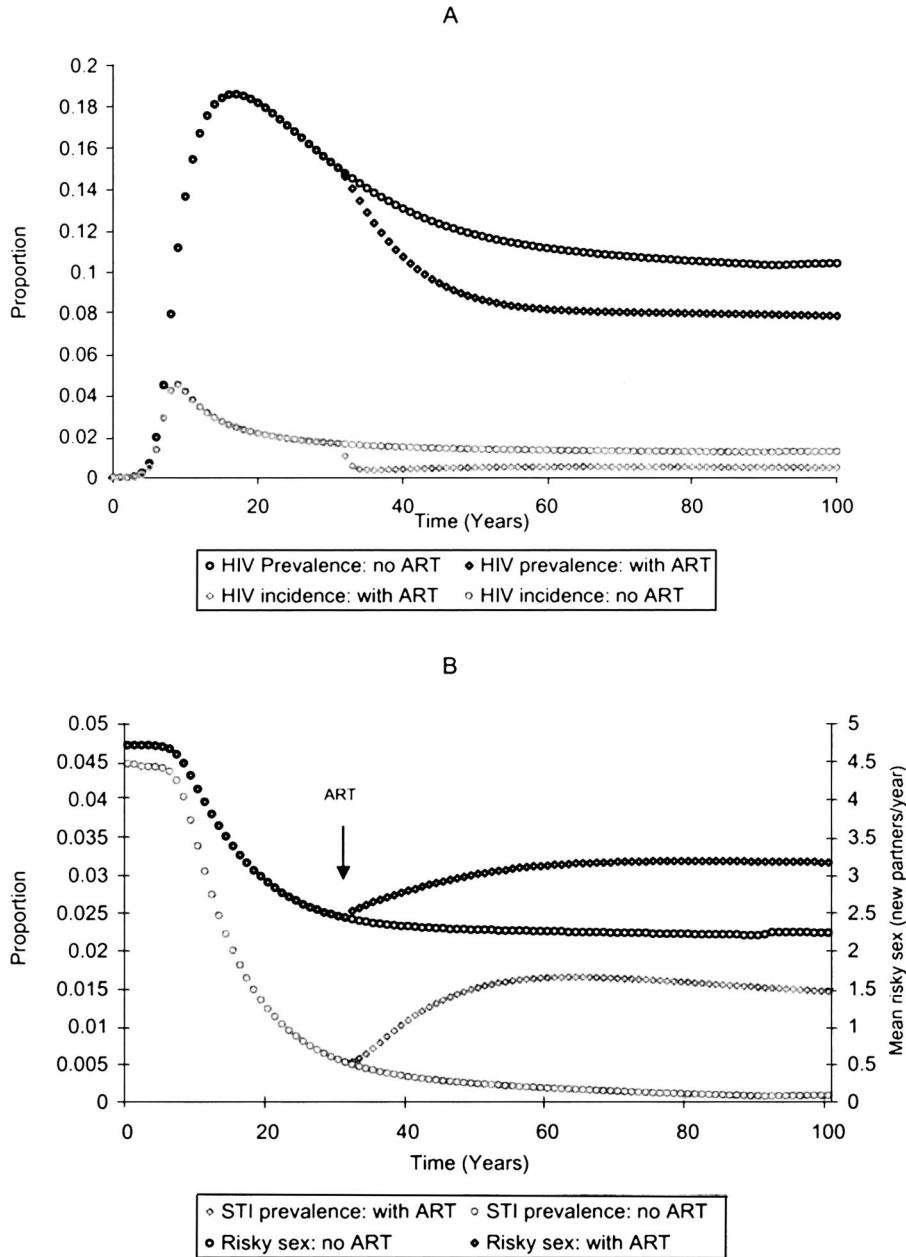 A
0.2
0.18
0.16
0.14
0.12
0.1
0.08
0.06
0.04
0.02
0
Proportion
0 20 40 60 80 100
Time (Years)
HIV Prevalence: no ART HIV prevalence: with ART
HIV incidence: with ART HIV incidence: no ART
B
0.05
0.045
0.04
0.035
0.03
0.025
0.02
0.015
0.01
0.005
0
Proportion
ART
5
4.5
4
3.5
3
2.5
2
1.5
1
0.5
0
Mean risky sex (new partners/year)
0 20 40 60 80 100
Time (Years)
STI prevalence: with ART STI prevalence: no ART
Risky sex: no ART Risky sex: with ART